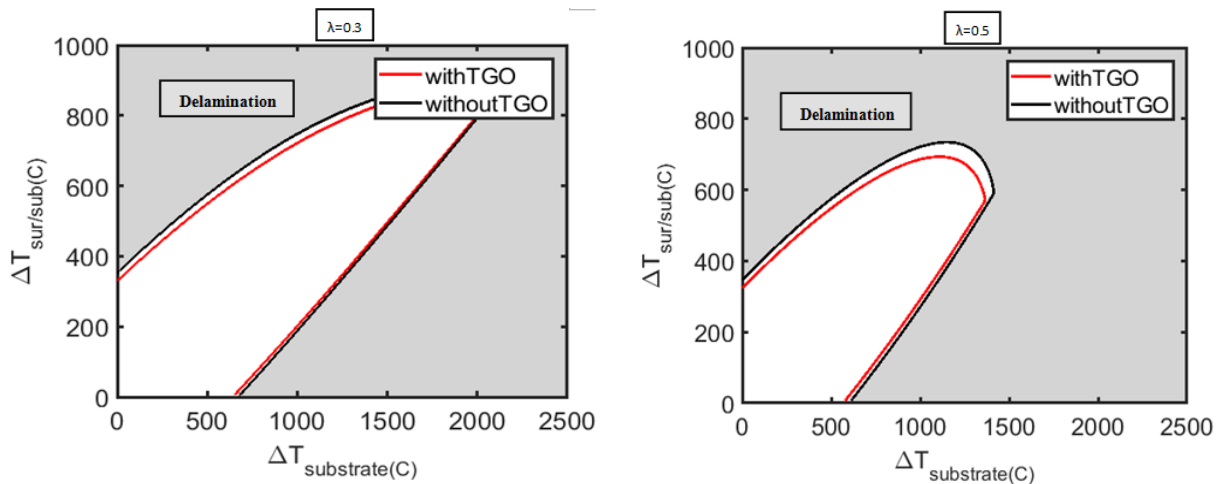 λ=0.3
1000
800
600
400
200
0
ΔTsur/sub(C)
Delamination
withTGO
withoutTGO
0 500 1000 1500 2000 2500
ΔTsubstrate(C)
λ=0.5
1000
800
600
400
200
0
ΔTsur/sub(C)
Delamination
withTGO
withoutTGO
0 500 1000 1500 2000 2500
ΔTsubstrate(C)